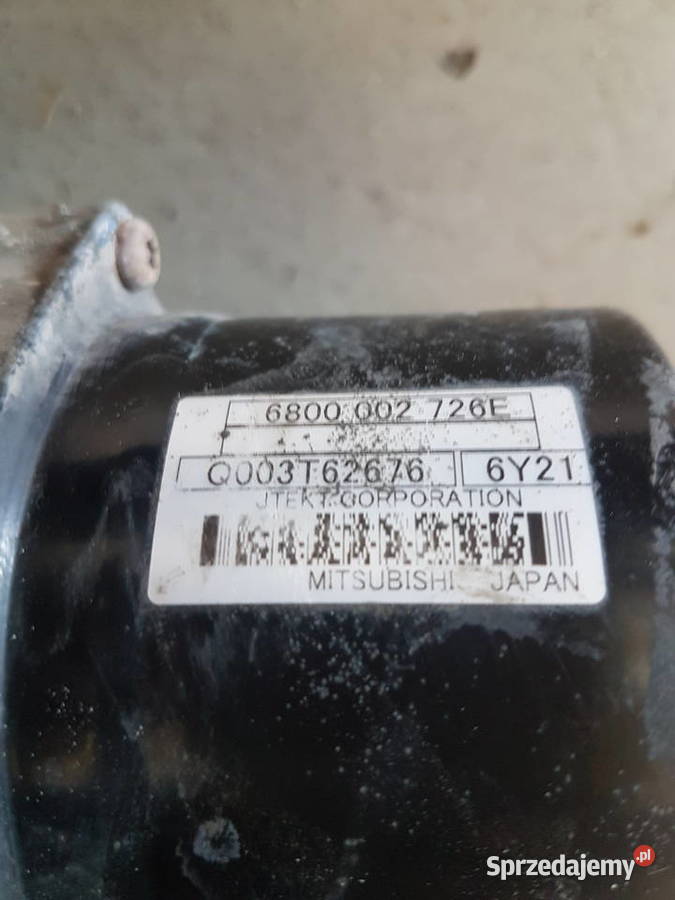 6800 002 726E
Q003T62676 6Y21
JTEKT CORPORATION
MITSUBISHI JAPAN
Sprzedajemy.pl